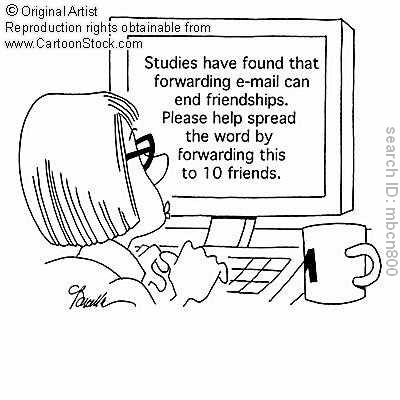 © Original Artist
Reproduction rights obtainable from
www.CartoonStock.com
Studies have found that
forwarding e-mail can
end friendships.
Please help spread
the word by
forwarding this
to 10 friends.
search ID: mbcn800